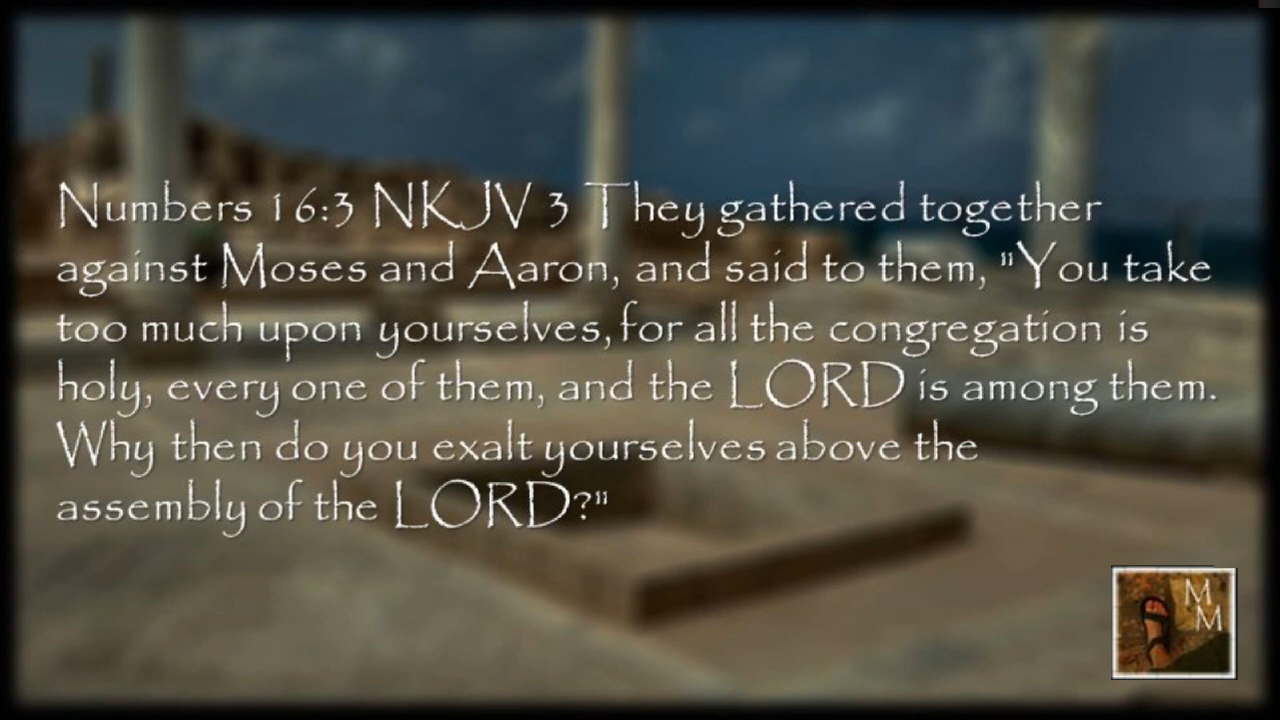 Numbers 16:3 NKJV 3 They gathered together
against Moses and Aaron, and said to them, "You take
too much upon yourselves, for all the congregation is
holy, every one of them, and the LORD is among them.
Why then do you exalt yourselves above the
assembly of the LORD?"
M
M